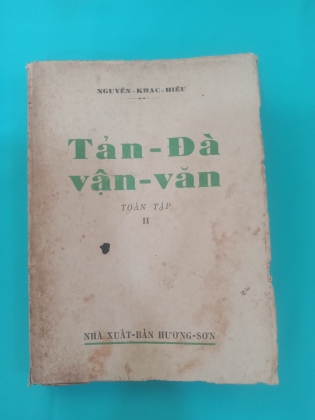 NGUYỄN-KHẮC-HIẾU
Tản-Đà
vận-văn
TOÀN TẬP
II
NHÀ XUẤT-BẢN HƯƠNG-SƠN